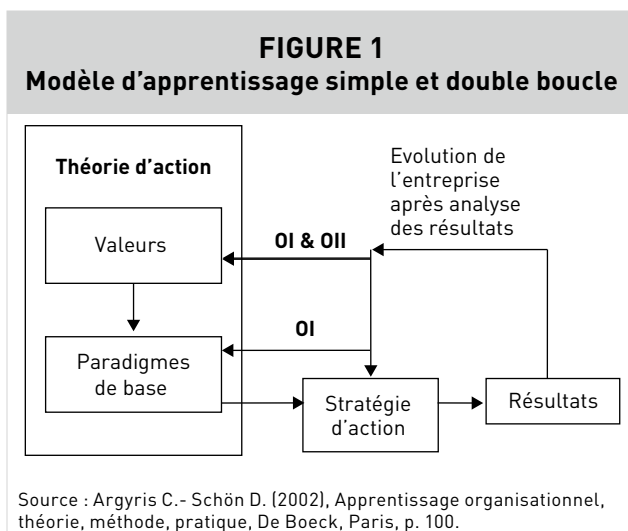 FIGURE 1
Modèle d’apprentissage simple et double boucle
Théorie d’action
Valeurs
Paradigmes
de base
OI & OII
OI
Evolution de
l’entreprise
après analyse
des résultats
Stratégie
d’action
Résultats
Source : Argyris C.- Schön D. (2002), Apprentissage organisationnel,
théorie, méthode, pratique, De Boeck, Paris, p. 100.